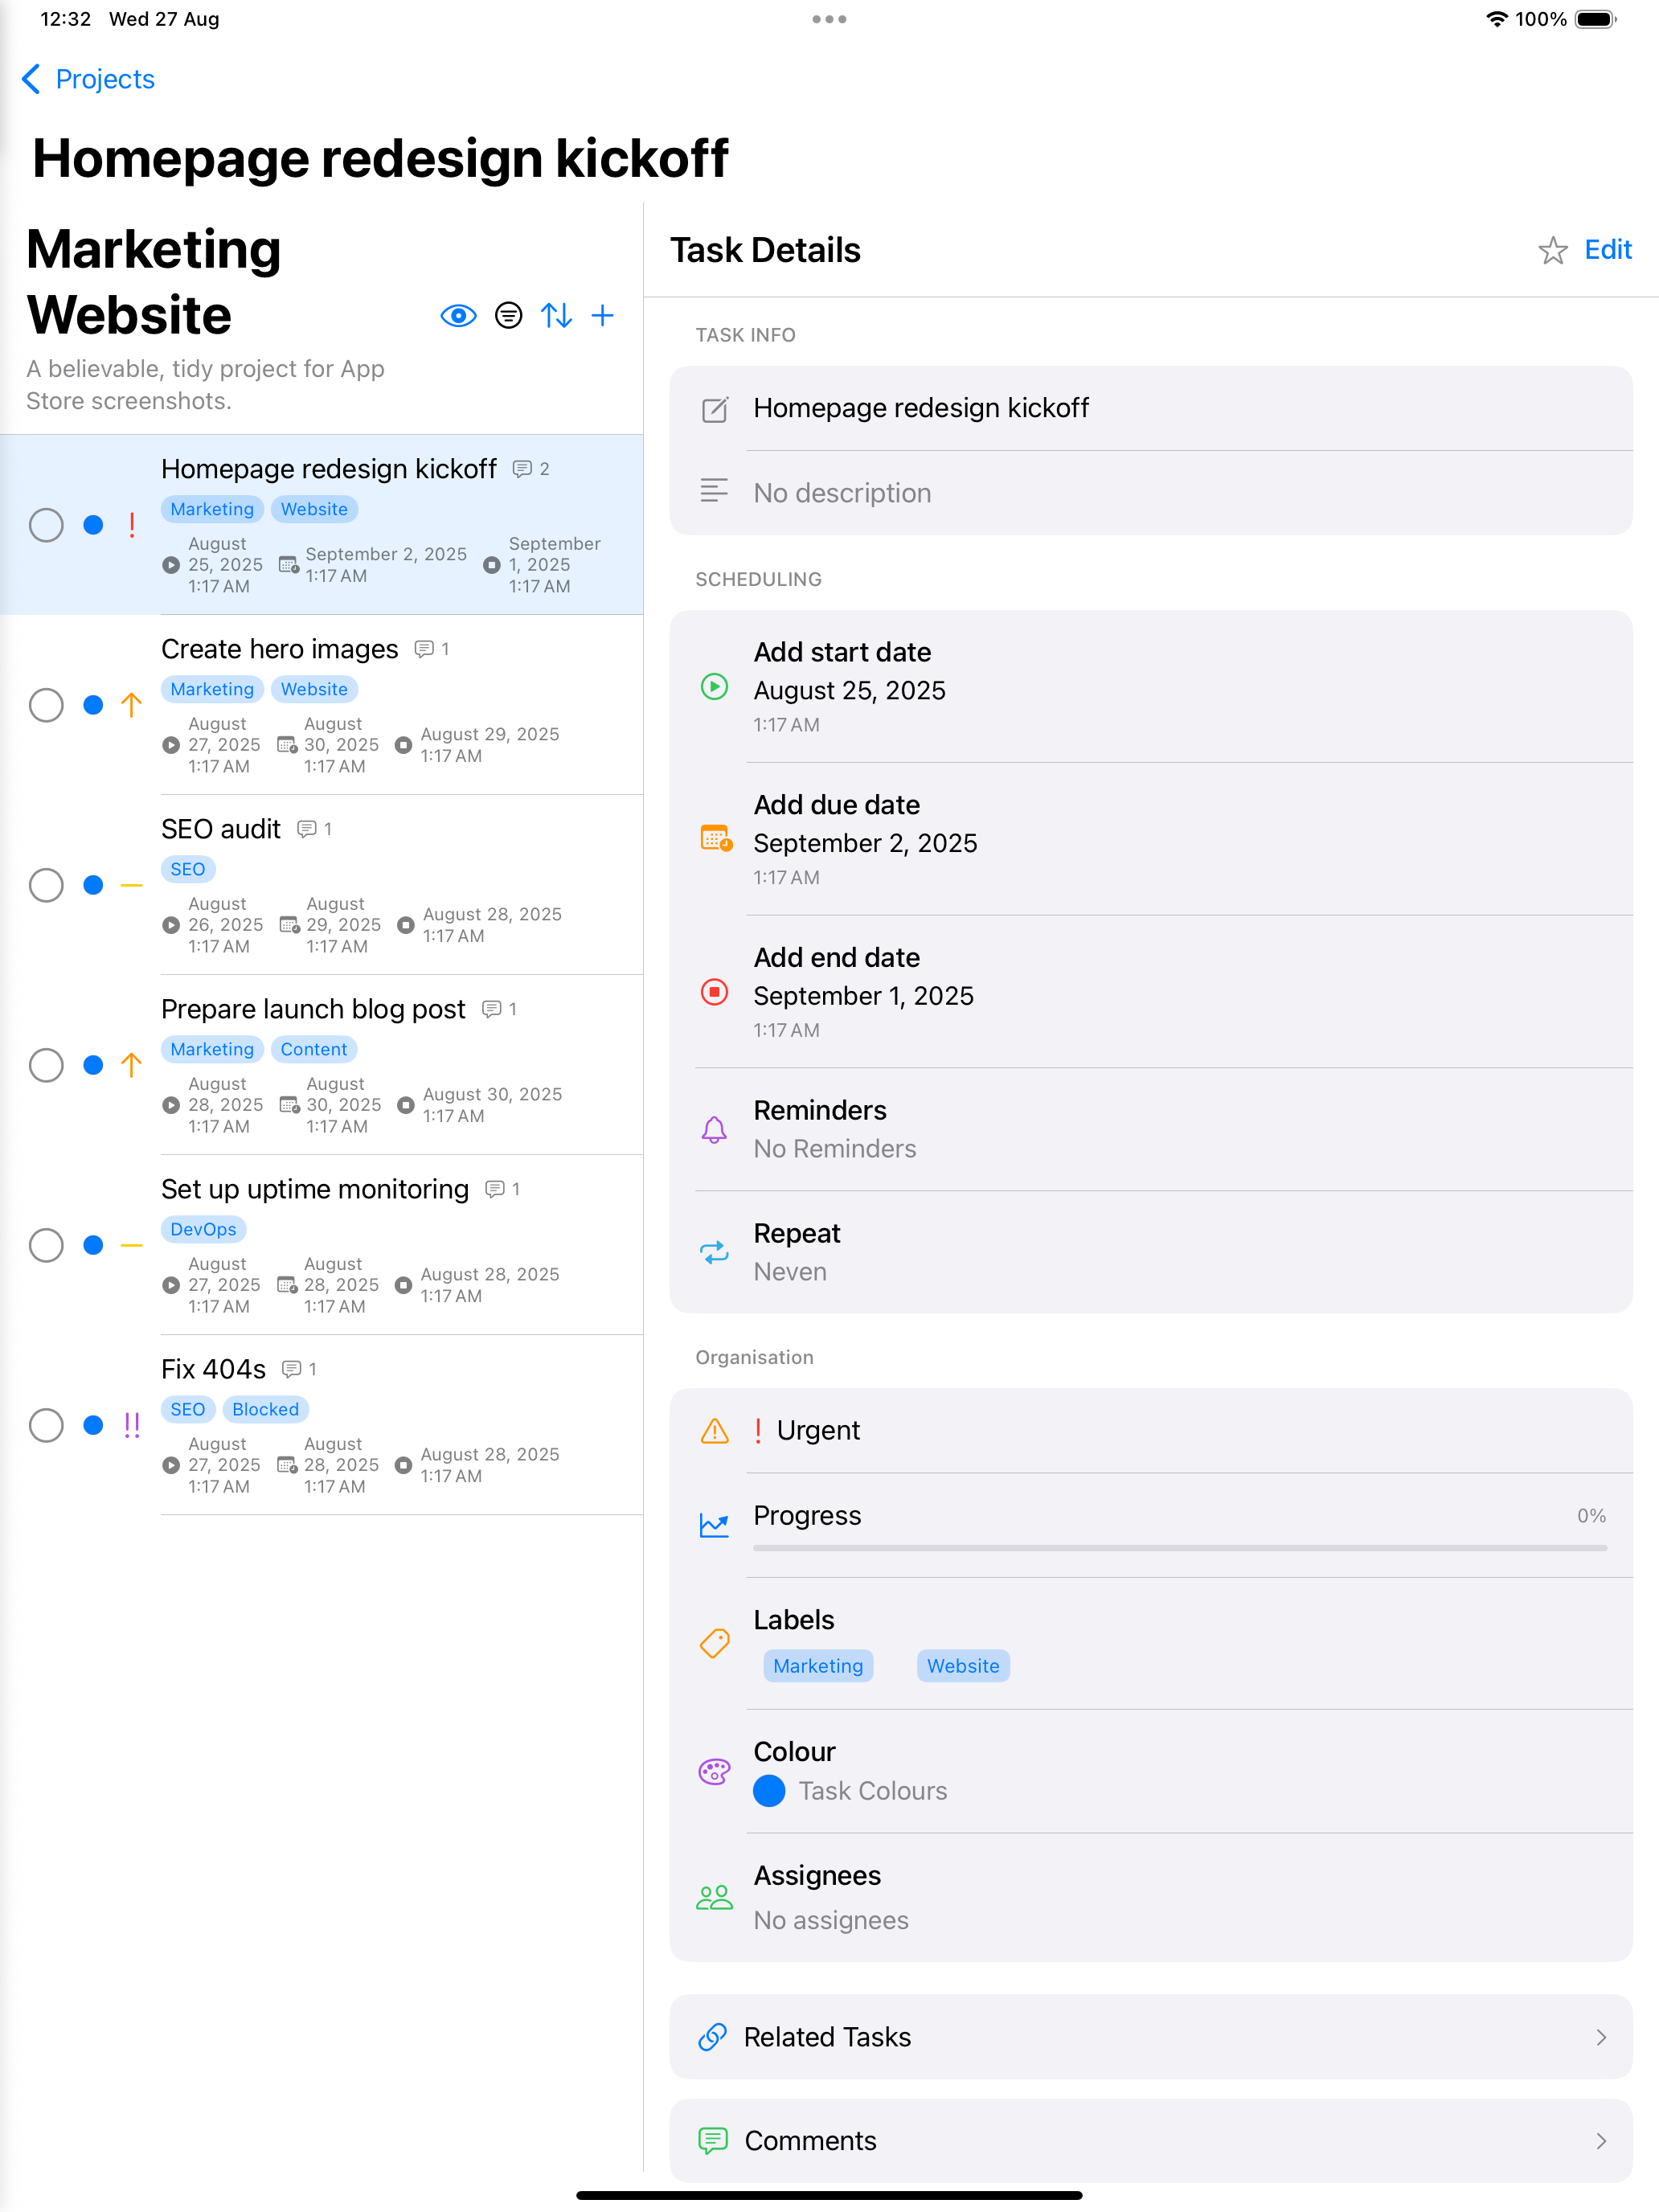 12:32 Wed 27 Aug
100%
Projects
Homepage redesign kickoff
Marketing
Website
A believable, tidy project for App
Store screenshots.
Homepage redesign kickoff 2
Marketing Website
August
25, 2025
1:17 AM
September 2, 2025
1:17 AM
September
1, 2025
1:17 AM
Create hero images 1
Marketing Website
August
27, 2025
1:17 AM
August
30, 2025
1:17 AM
August 29, 2025
1:17 AM
SEO audit 1
SEO
August
26, 2025
1:17 AM
August
29, 2025
1:17 AM
August 28, 2025
1:17 AM
Prepare launch blog post 1
Marketing Content
August
28, 2025
1:17 AM
August
30, 2025
1:17 AM
August 30, 2025
1:17 AM
Set up uptime monitoring 1
DevOps
August
27, 2025
1:17 AM
August
28, 2025
1:17 AM
August 28, 2025
1:17 AM
Fix 404s 1
SEO Blocked
August
27, 2025
1:17 AM
August
28, 2025
1:17 AM
August 28, 2025
1:17 AM
Task Details
Edit
TASK INFO
Homepage redesign kickoff
No description
SCHEDULING
Add start date
August 25, 2025
1:17 AM
Add due date
September 2, 2025
1:17 AM
Add end date
September 1, 2025
1:17 AM
Reminders
No Reminders
Repeat
Neven
Organisation
! Urgent
Progress 0%
Labels
Marketing Website
Colour
Task Colours
Assignees
No assignees
Related Tasks
Comments